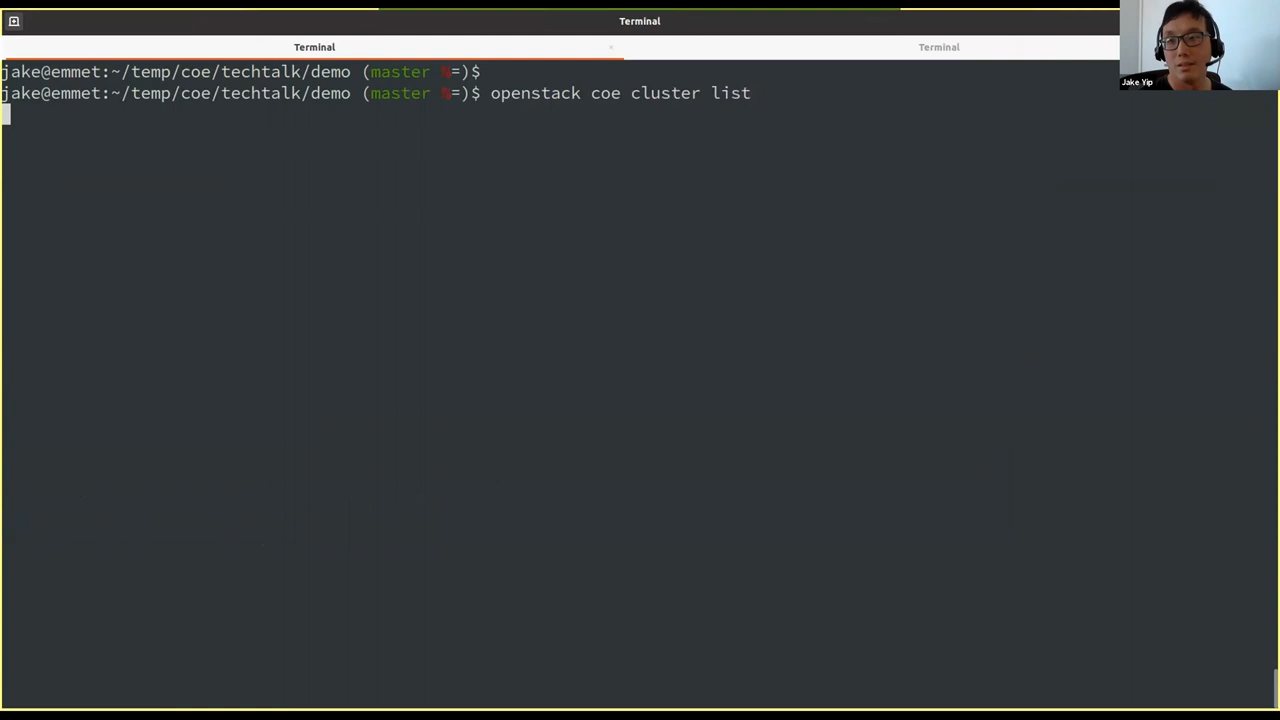 Terminal
Terminal
Terminal
jake@emmet:~/temp/coe/techtalk/demo (master %=)$
jake@emmet:~/temp/coe/techtalk/demo (master %=)$ openstack coe cluster list
Jake Yip